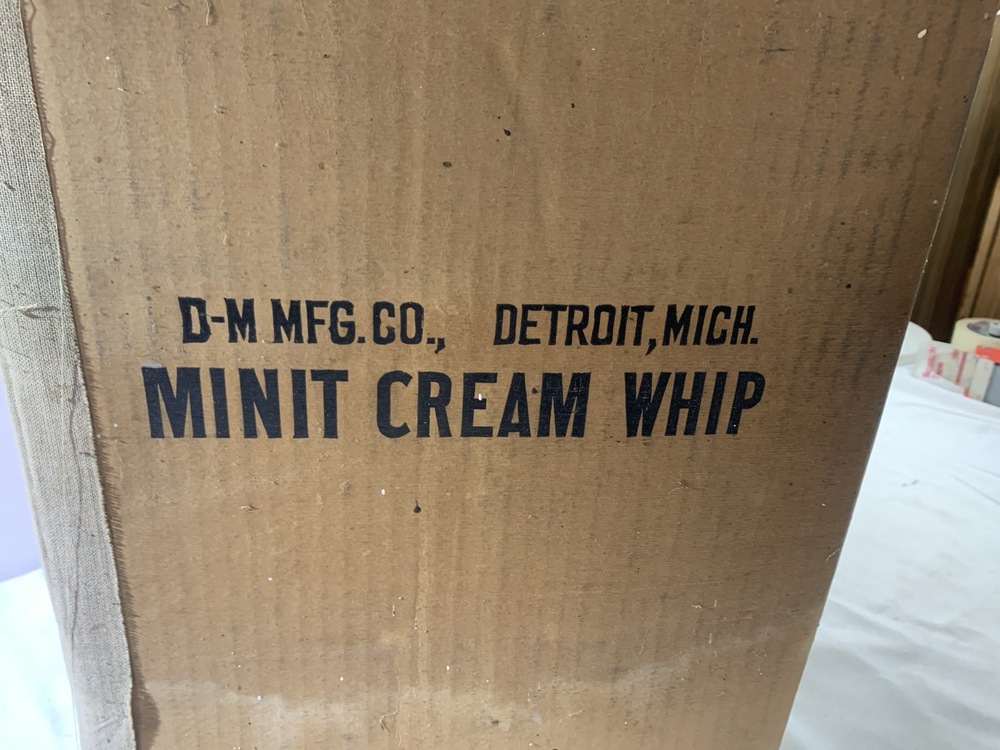 D-M MFG. CO., DETROIT, MICH.
MINIT CREAM WHIP